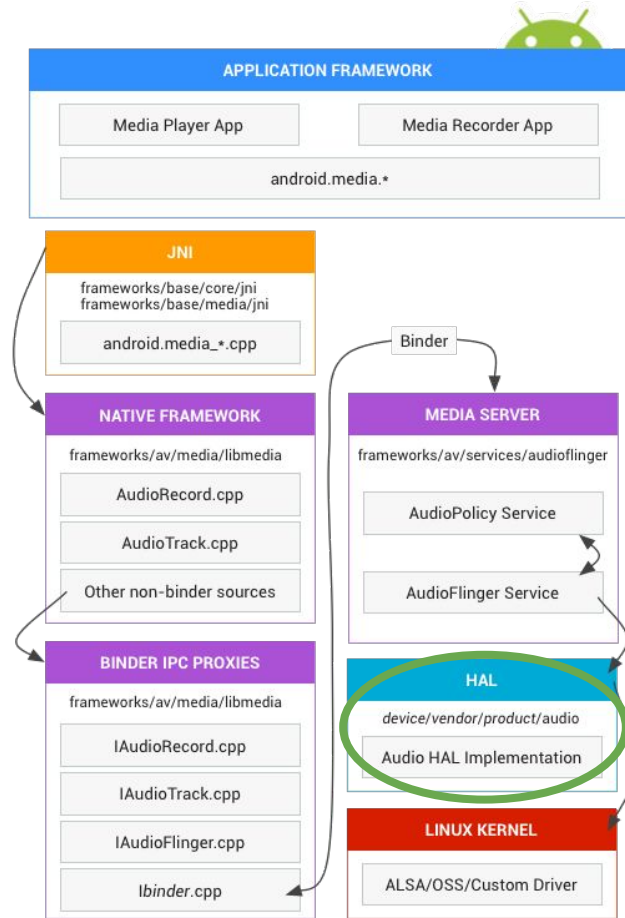 APPLICATION FRAMEWORK
Media Player App
Media Recorder App
android.media.*
JNI
frameworks/base/core/jni
frameworks/base/media/jni
android.media_*.cpp
Binder
NATIVE FRAMEWORK
frameworks/av/media/libmedia
AudioRecord.cpp
AudioTrack.cpp
Other non-binder sources
MEDIA SERVER
frameworks/av/services/audioflinger
AudioPolicy Service
AudioFlinger Service
BINDER IPC PROXIES
frameworks/av/media/libmedia
IAudioRecord.cpp
IAudioTrack.cpp
IAudioFlinger.cpp
Ibinder.cpp
HAL
device/vendor/product/audio
Audio HAL Implementation
LINUX KERNEL
ALSA/OSS/Custom Driver